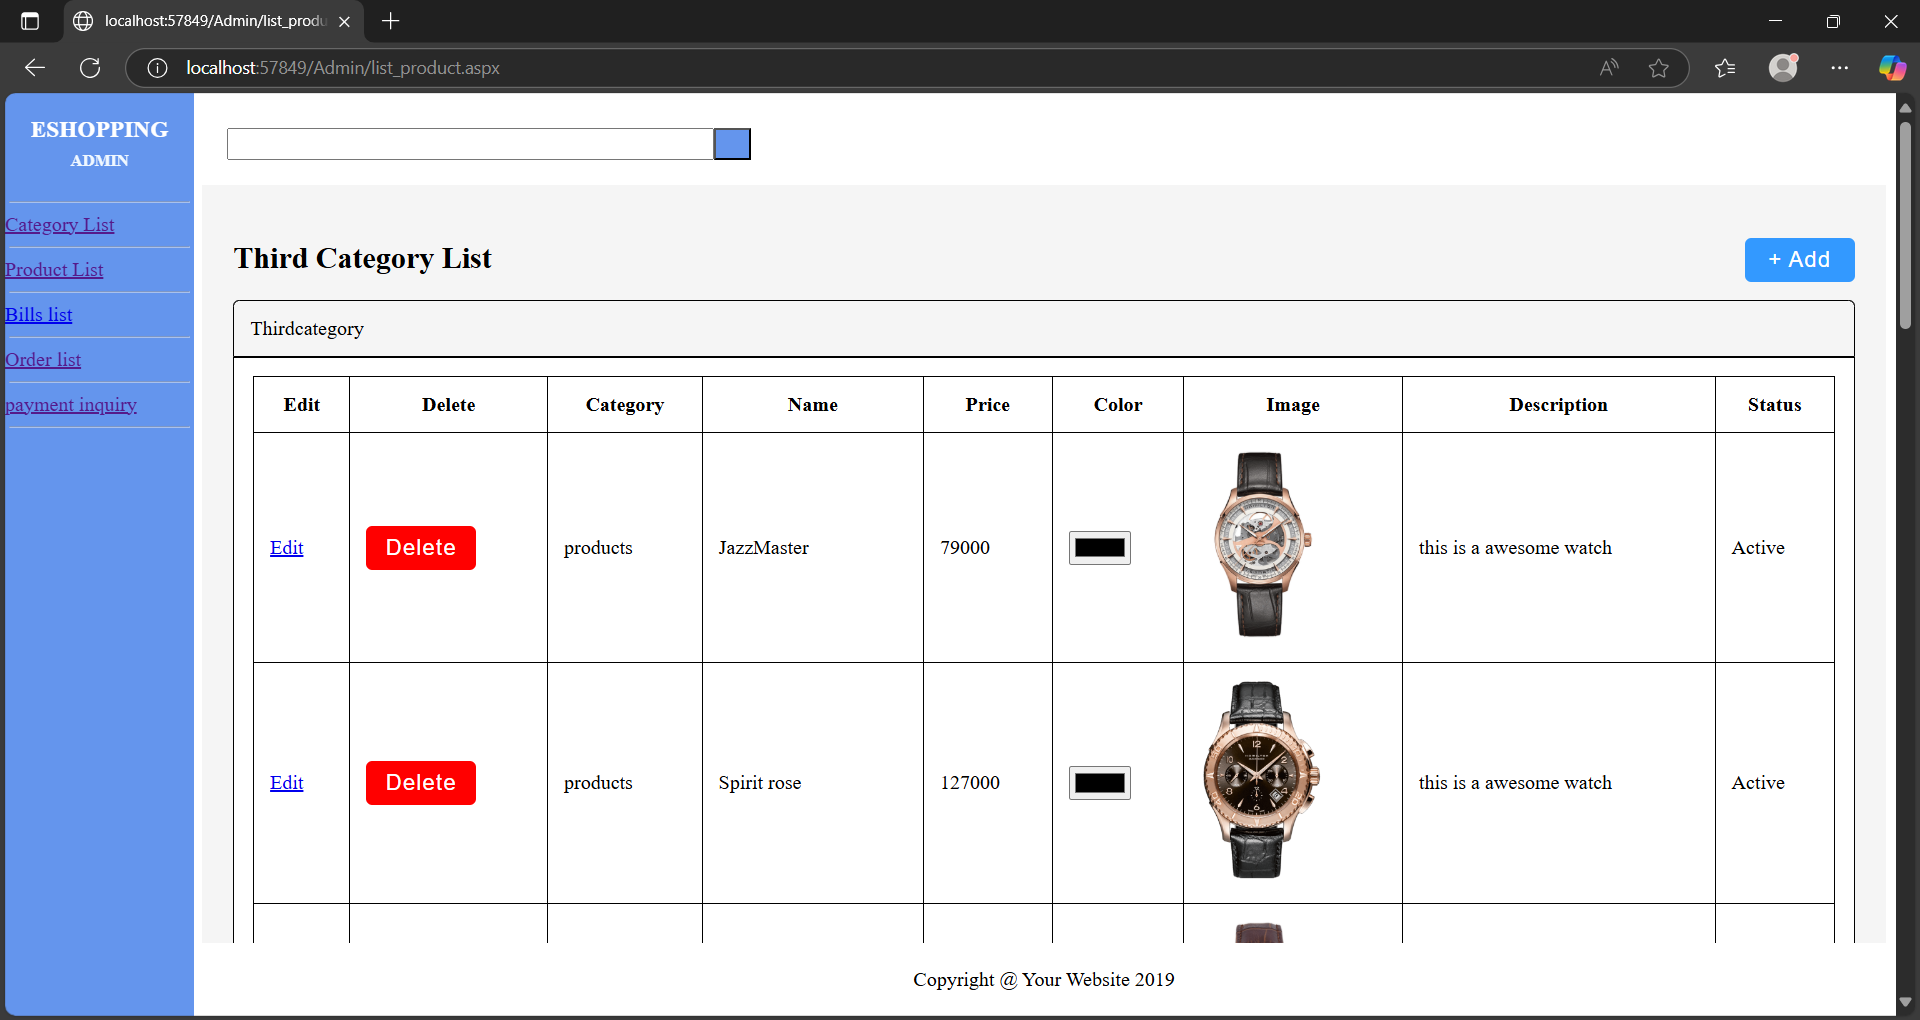 localhost:57849/Admin/list_produ
localhost:57849/Admin/list_product.aspx
ESHOPPING
ADMIN
Category List
Product List
Bills list
Order list
payment inquiry
Third Category List
+ Add
Thirdcategory
Edit Delete Category Name Price Color Image Description Status
Edit Delete products JazzMaster 79000 this is a awesome watch Active
Edit Delete products Spirit rose 127000 this is a awesome watch Active
Copyright @ Your Website 2019